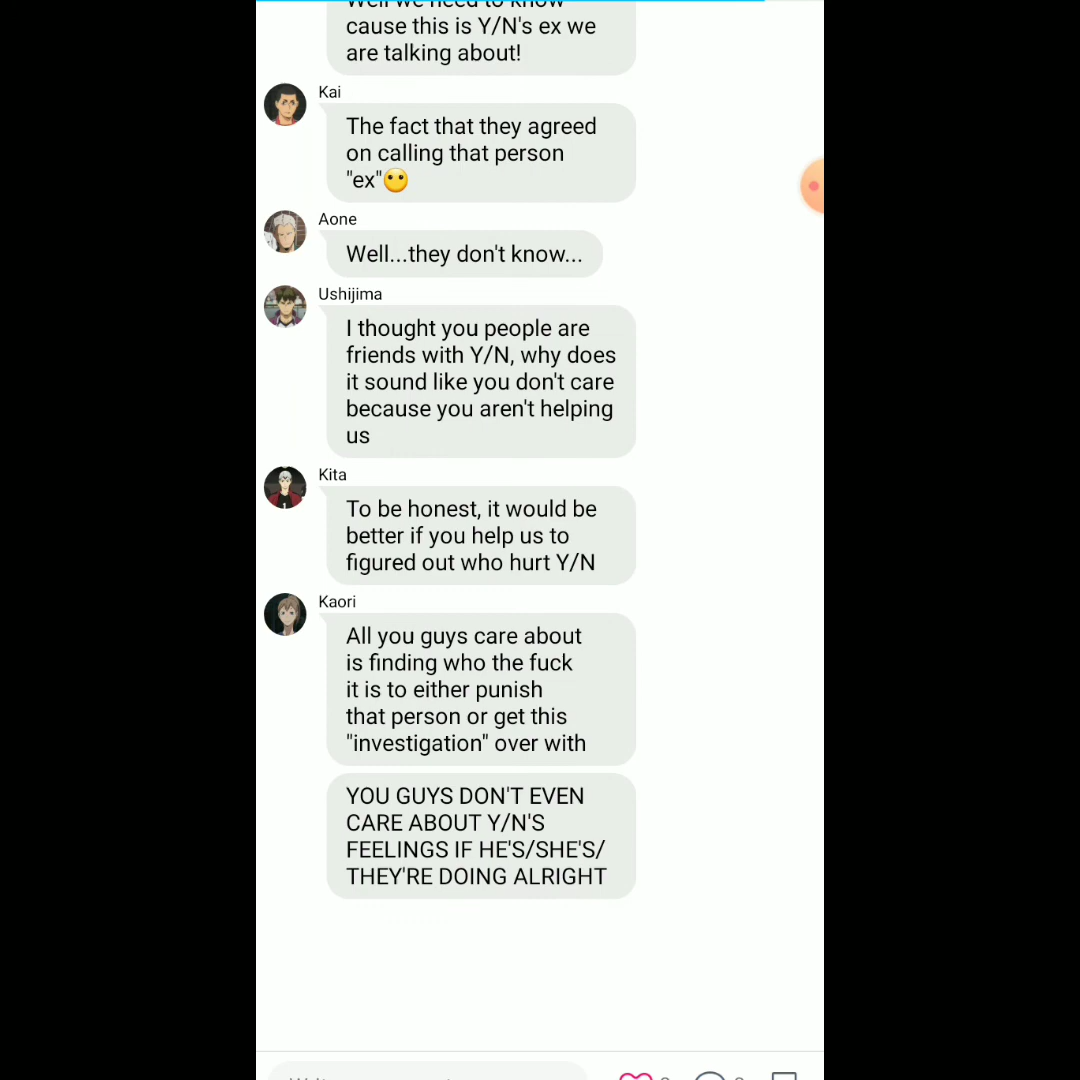 Well we need to know
cause this is Y/N's ex we
are talking about!
Kai
The fact that they agreed
on calling that person
"ex"😶
Aone
Well...they don't know...
Ushijima
I thought you people are
friends with Y/N, why does
it sound like you don't care
because you aren't helping
us
Kita
To be honest, it would be
better if you help us to
figured out who hurt Y/N
Kaori
All you guys care about
is finding who the fuck
it is to either punish
that person or get this
"investigation" over with
YOU GUYS DON'T EVEN
CARE ABOUT Y/N'S
FEELINGS IF HE'S/SHE'S/
THEY'RE DOING ALRIGHT